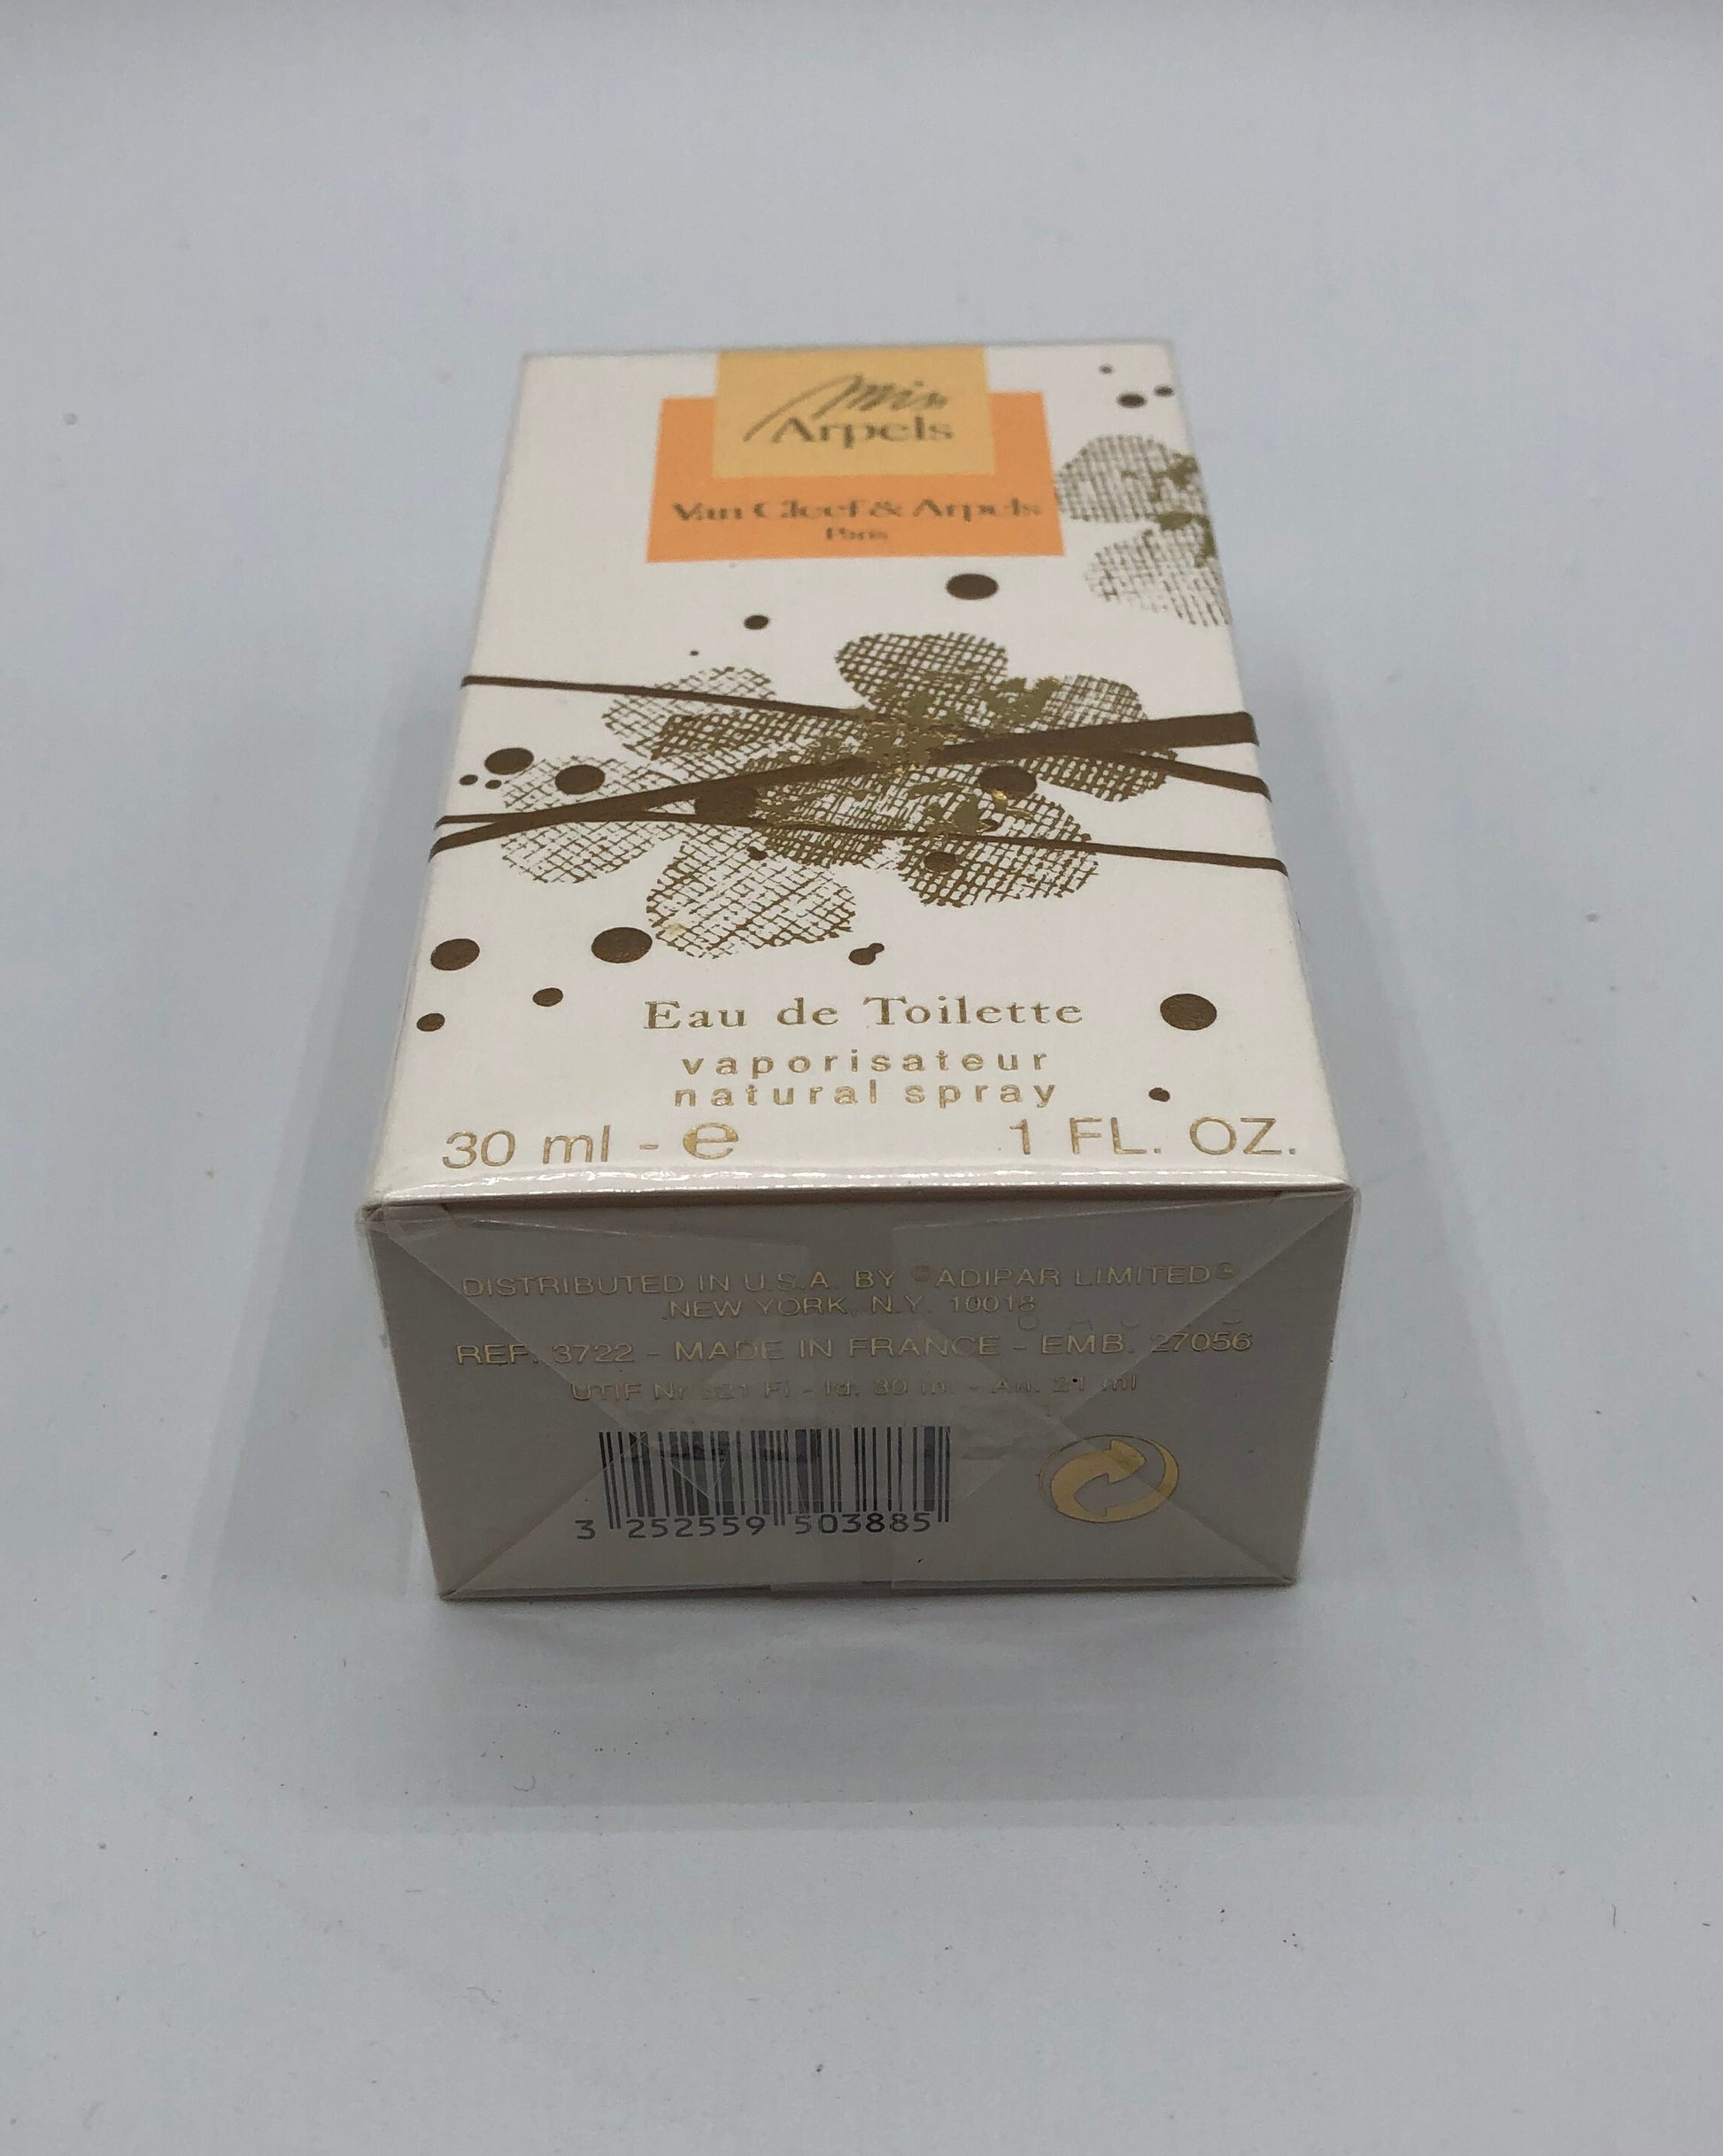 Miss
Arpels
Van Cleef & Arpels
Paris
Eau de Toilette
vaporisateur
natural spray
30 ml - ℮ 1 FL. OZ.
DISTRIBUTED IN U.S.A. BY ©ADIPAR LIMITED
NEW YORK, N.Y. 10018
REF. 3722 - MADE IN FRANCE - EMB. 27056
3 252559 503885